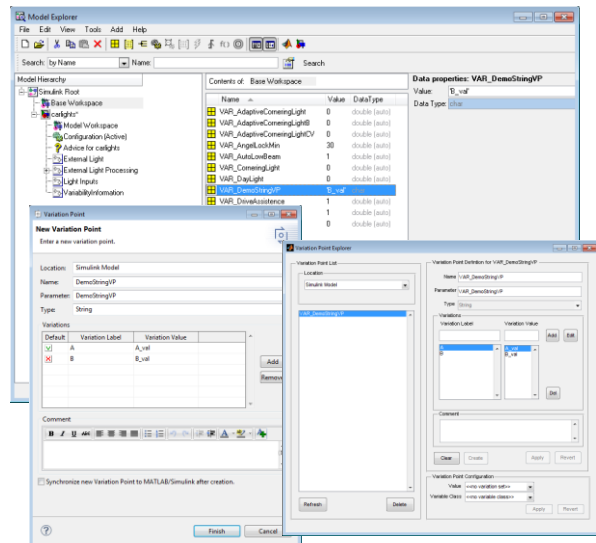 Model Explorer
File Edit View Tools Add Help
Search: by Name Name: Search
Model Hierarchy
Simulink Root
Base Workspace
carlights*
Model Workspace
Configuration (Active)
Advice for carlights
External Light
External Light Processing
Light Inputs
VariabilityInformation
Contents of: Base Workspace
Name Value DataType
VAR_AdaptiveCorneringLight 0 double (auto)
VAR_AdaptiveCorneringLightB 0 double (auto)
VAR_AdaptiveCorneringLightCV 0 double (auto)
VAR_AngelLockMin 30 double (auto)
VAR_AutoLowBeam 1 double (auto)
VAR_CorneringLight 0 double (auto)
VAR_DayLight 0 double (auto)
VAR_DemoStringVP 'B_val' char
VAR_DriveAssistence 1 double (auto)
1 double (auto)
0 double (auto)
Data properties: VAR_DemoStringVP
Value: 'B_val'
Data Type: char
Variation Point
New Variation Point
Enter a new variation point.
Location: Simulink Model
Name: DemoStringVP
Parameter: DemoStringVP
Type: String
Variations
Default Variation Label Variation Value
A A_val
B B_val
Add
Remove
Comment
Synchronize new Variation Point to MATLAB/Simulink after creation.
Finish Cancel
Variation Point Explorer
Variation Point List
Location
Simulink Model
VAR_DemoStringVP
Refresh Delete
Variation Point Definition for VAR_DemoStringVP
Name VAR_DemoStringVP
Parameter VAR_DemoStringVP
Type String
Variations
Variation Label Variation Value
Add Edit
A A_val
B B_val
Del
Comment
Clear Create Apply Revert
Variation Point Configuration
Value <<no variation set>>
Variable Class <<no variable class>>
Apply Revert